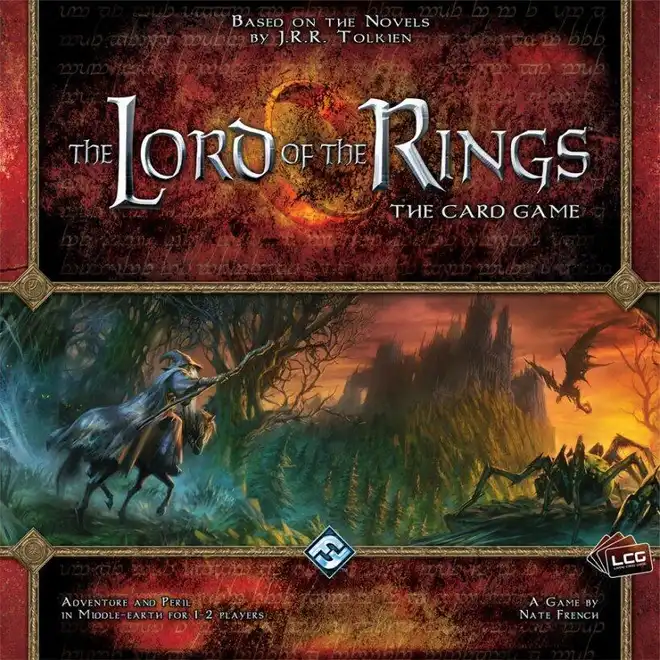 Based on the Novels
by J.R.R. Tolkien
The Lord of the Rings
The Card Game
LCG
Adventure and Peril
in Middle-earth for 1-2 players
A Game by
Nate French